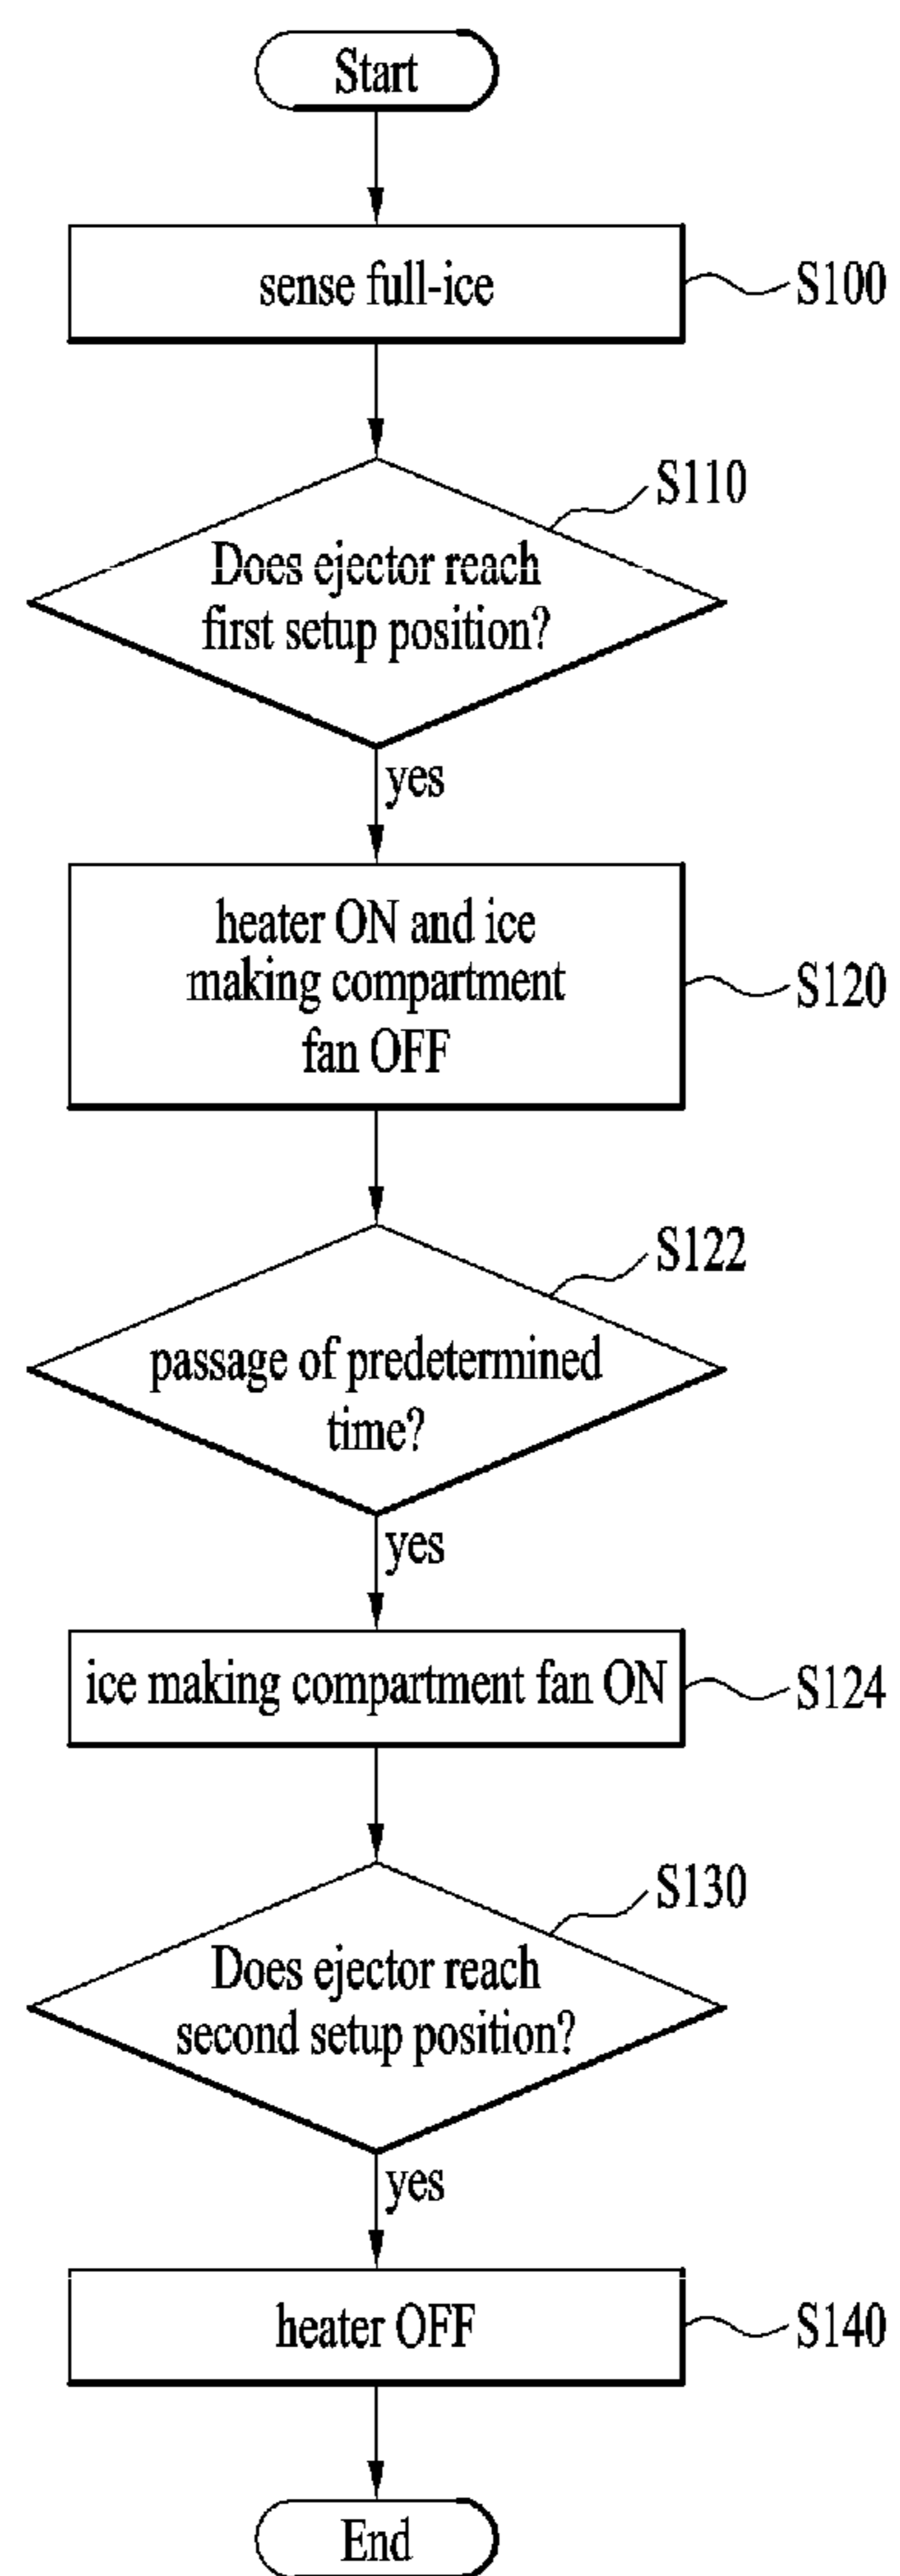 Start
sense full-ice
S100
S110
Does ejector reach
first setup position?
yes
heater ON and ice
making compartment
fan OFF
S120
S122
passage of predetermined
time?
yes
ice making compartment fan ON
S124
S130
Does ejector reach
second setup position?
yes
heater OFF
S140
End